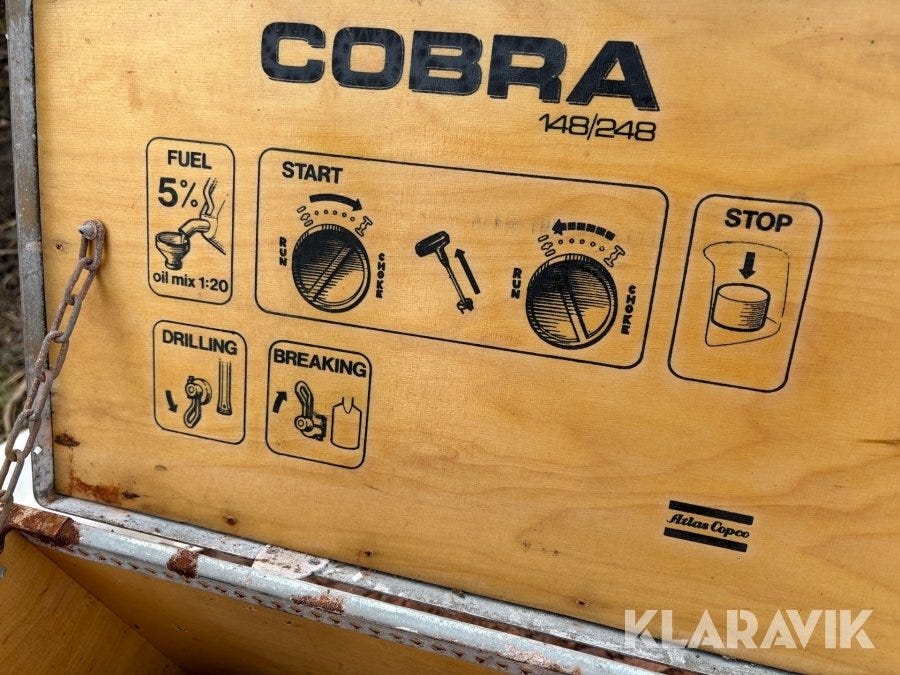 COBRA
148/248
FUEL
5%
oil mix 1:20
START
RUN
CHOKE
RUN
CHOKE
STOP
DRILLING
BREAKING
Atlas Copco
KLARAVIK